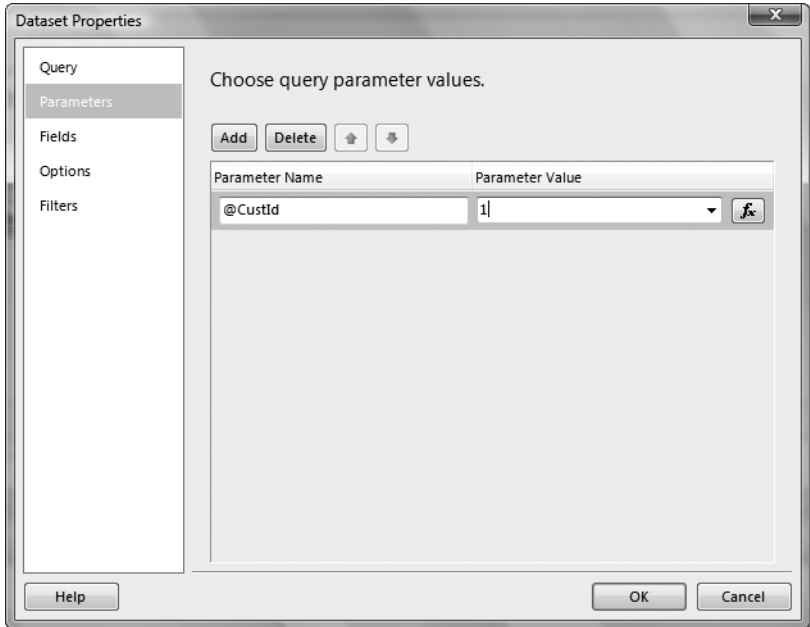 Dataset Properties
Query
Parameters
Fields
Options
Filters
Choose query parameter values.
Add Delete
Parameter Name Parameter Value
@CustId 1 fx
Help OK Cancel